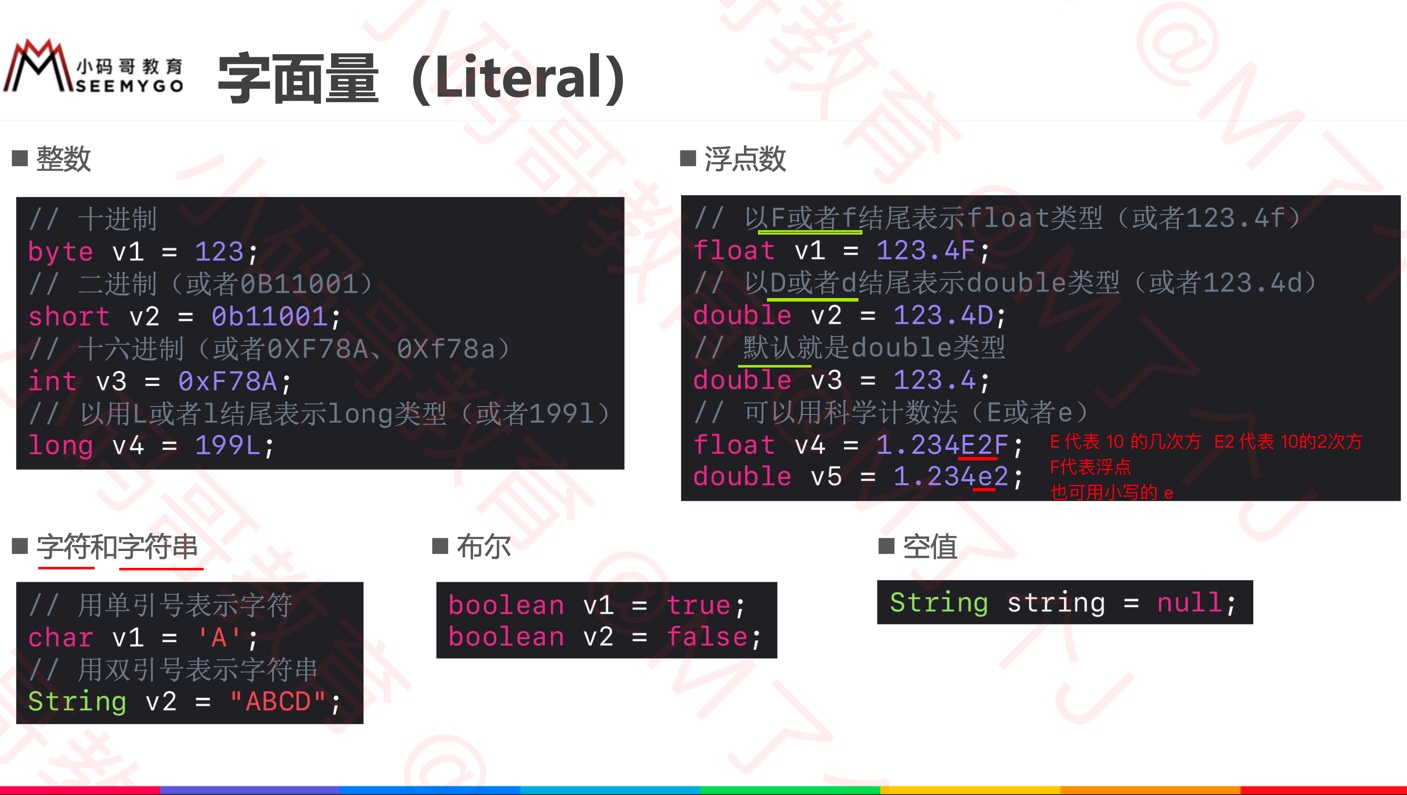 小码哥教育
SEEMYGO
字面量（Literal）
■ 整数
// 十进制
byte v1 = 123;
// 二进制（或者0B11001）
short v2 = 0b11001;
// 十六进制（或者0XF78A、0Xf78a）
int v3 = 0xF78A;
// 以用L或者l结尾表示long类型（或者199l）
long v4 = 199L;
■ 浮点数
// 以F或者f结尾表示float类型（或者123.4f）
float v1 = 123.4F;
// 以D或者d结尾表示double类型（或者123.4d）
double v2 = 123.4D;
// 默认就是double类型
double v3 = 123.4;
// 可以用科学计数法（E或者e）
float v4 = 1.234E2F;
double v5 = 1.234e2;
E 代表 10 的几次方  E2 代表 10的2次方
F代表浮点
也可用小写的 e
■ 字符和字符串
// 用单引号表示字符
char v1 = 'A';
// 用双引号表示字符串
String v2 = "ABCD";
■ 布尔
boolean v1 = true;
boolean v2 = false;
■ 空值
String string = null;
小码哥教育 @M了个J